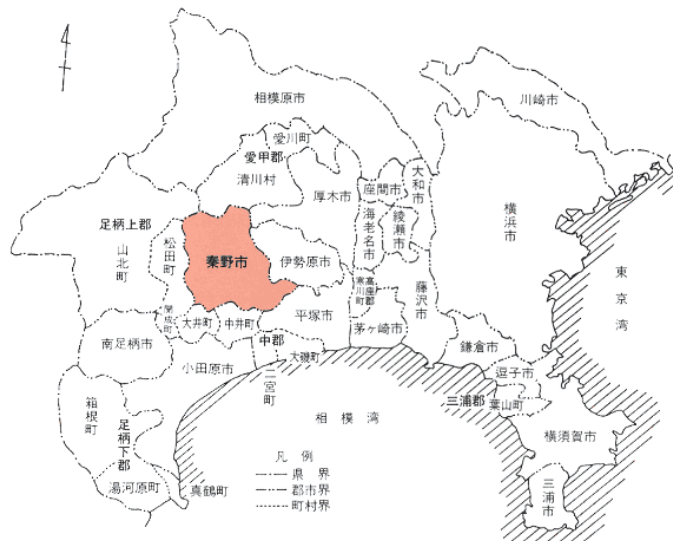 相模原市
川崎市
愛川町
愛甲郡
清川村
厚木市
座間市
大和市
横浜市
海老名市
綾瀬市
足柄上郡
山北町
松田町
秦野市
伊勢原市
東京湾
高座郡
寒川町
藤沢市
開成町
大井町
中井町
平塚市
茅ヶ崎市
南足柄市
小田原市
中郡
大磯町
二宮町
鎌倉市
逗子市
三浦郡
葉山町
箱根町
足柄下郡
相模湾
横須賀市
湯河原町
真鶴町
三浦市
凡例
県界
郡市界
町村界